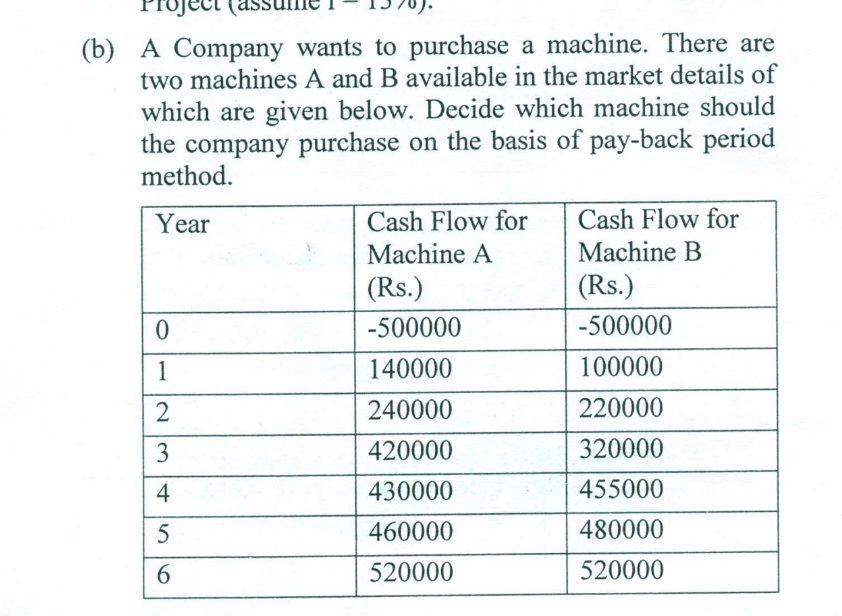 Project (assume i = 15%).
(b) A Company wants to purchase a machine. There are
two machines A and B available in the market details of
which are given below. Decide which machine should
the company purchase on the basis of pay-back period
method.
Year Cash Flow for Machine A (Rs.) Cash Flow for Machine B (Rs.)
0 -500000 -500000
1 140000 100000
2 240000 220000
3 420000 320000
4 430000 455000
5 460000 480000
6 520000 520000